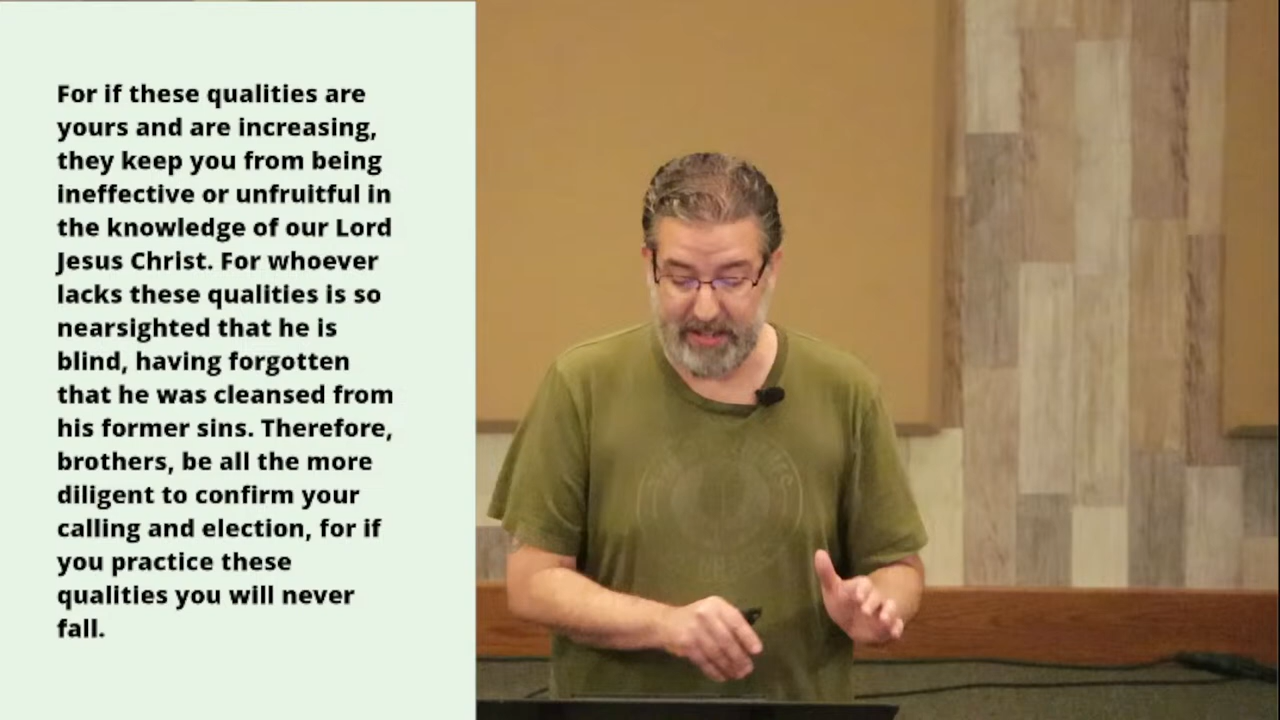 For if these qualities are
yours and are increasing,
they keep you from being
ineffective or unfruitful in
the knowledge of our Lord
Jesus Christ. For whoever
lacks these qualities is so
nearsighted that he is
blind, having forgotten
that he was cleansed from
his former sins. Therefore,
brothers, be all the more
diligent to confirm your
calling and election, for if
you practice these
qualities you will never
fall.